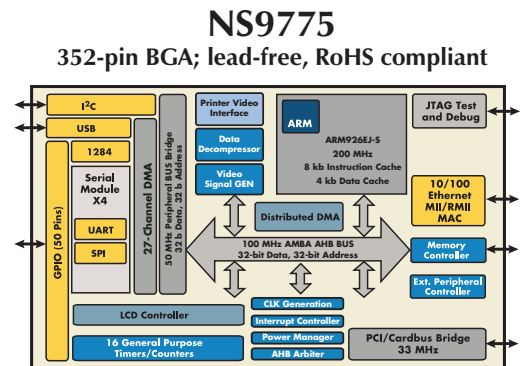 NS9775
352-pin BGA; lead-free, RoHS compliant
I²C
USB
1284
Serial
Module
X4
UART
SPI
GPIO (50 Pins)
27-Channel DMA
50 MHz Peripheral BUS Bridge
32 b Data, 32 b Address
Printer Video
Interface
Data
Decompressor
Video
Signal GEN
ARM
ARM926EJ-S
200 MHz
8 kb Instruction Cache
4 kb Data Cache
JTAG Test
and Debug
10/100
Ethernet
MII/RMII
MAC
Distributed DMA
100 MHz AMBA AHB BUS
32-bit Data, 32-bit Address
Memory
Controller
Ext. Peripheral
Controller
LCD Controller
16 General Purpose
Timers/Counters
CLK Generation
Interrupt Controller
Power Manager
AHB Arbiter
PCI/Cardbus Bridge
33 MHz